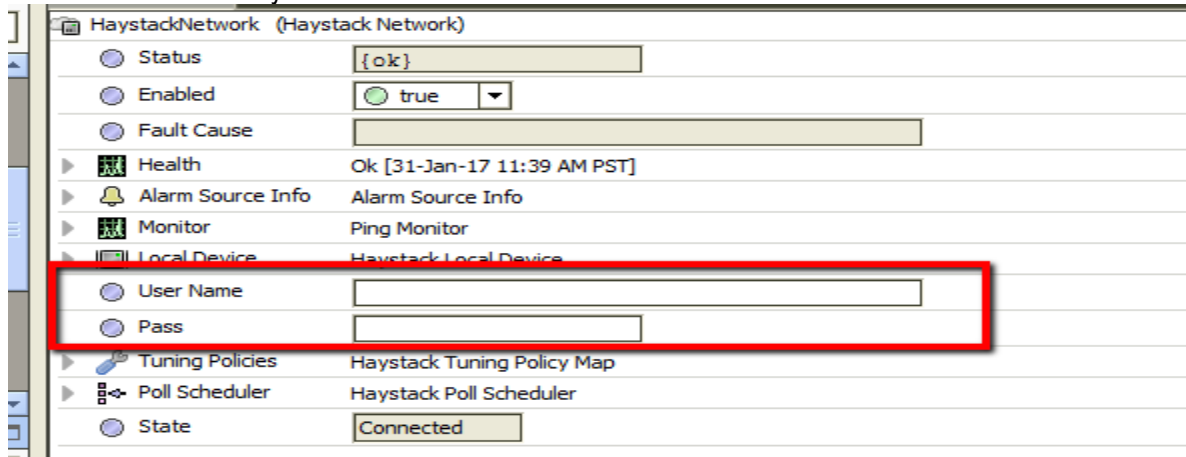 HaystackNetwork (Haystack Network)
Status {ok}
Enabled true
Fault Cause
Health Ok [31-Jan-17 11:39 AM PST]
Alarm Source Info Alarm Source Info
Monitor Ping Monitor
Local Device Haystack Local Device
User Name
Pass
Tuning Policies Haystack Tuning Policy Map
Poll Scheduler Haystack Poll Scheduler
State Connected